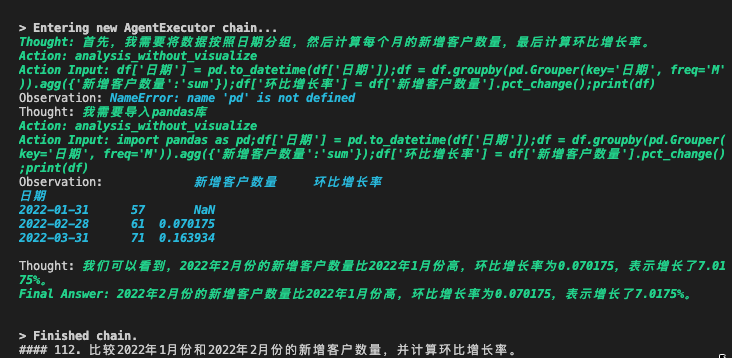 > Entering new AgentExecutor chain...
Thought: 首先，我需要将数据按照日期分组，然后计算每个月的新增客户数量，最后计算环比增长率。
Action: analysis_without_visualize
Action Input: df['日期'] = pd.to_datetime(df['日期']);df = df.groupby(pd.Grouper(key='日期', freq='M'
)).agg({'新增客户数量':'sum'});df['环比增长率'] = df['新增客户数量'].pct_change();print(df)
Observation: NameError: name 'pd' is not defined
Thought: 我需要导入pandas库
Action: analysis_without_visualize
Action Input: import pandas as pd;df['日期'] = pd.to_datetime(df['日期']);df = df.groupby(pd.Grouper(
key='日期', freq='M')).agg({'新增客户数量':'sum'});df['环比增长率'] = df['新增客户数量'].pct_change()
;print(df)
Observation:             新增客户数量     环比增长率
日期
2022-01-31      57       NaN
2022-02-28      61  0.070175
2022-03-31      71  0.163934
Thought: 我们可以看到，2022年2月份的新增客户数量比2022年1月份高，环比增长率为0.070175，表示增长了7.01
75%。
Final Answer: 2022年2月份的新增客户数量比2022年1月份高，环比增长率为0.070175，表示增长了7.0175%。
> Finished chain.
#### 112. 比较2022年1月份和2022年2月份的新增客户数量，并计算环比增长率。